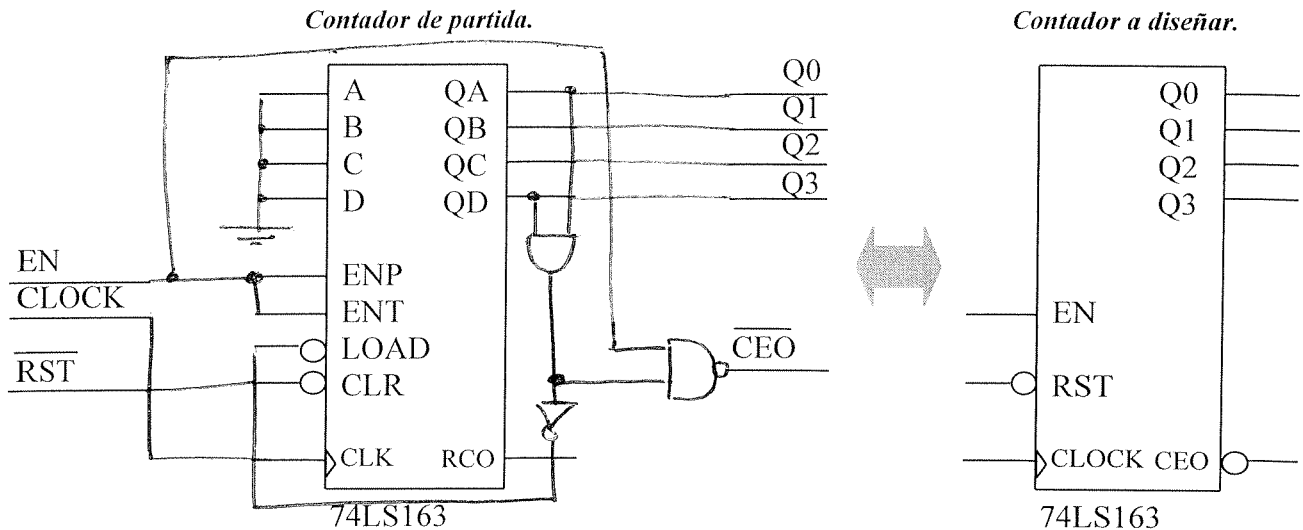 Contador de partida.
Contador a diseñar.
A QA Q0
B QB Q1
C QC Q2
D QD Q3
EN
CLOCK
RST
ENP
ENT
LOAD
CLR
CLK RCO
74LS163
CEO
Q0
Q1
Q2
Q3
EN
RST
CLOCK CEO
74LS163